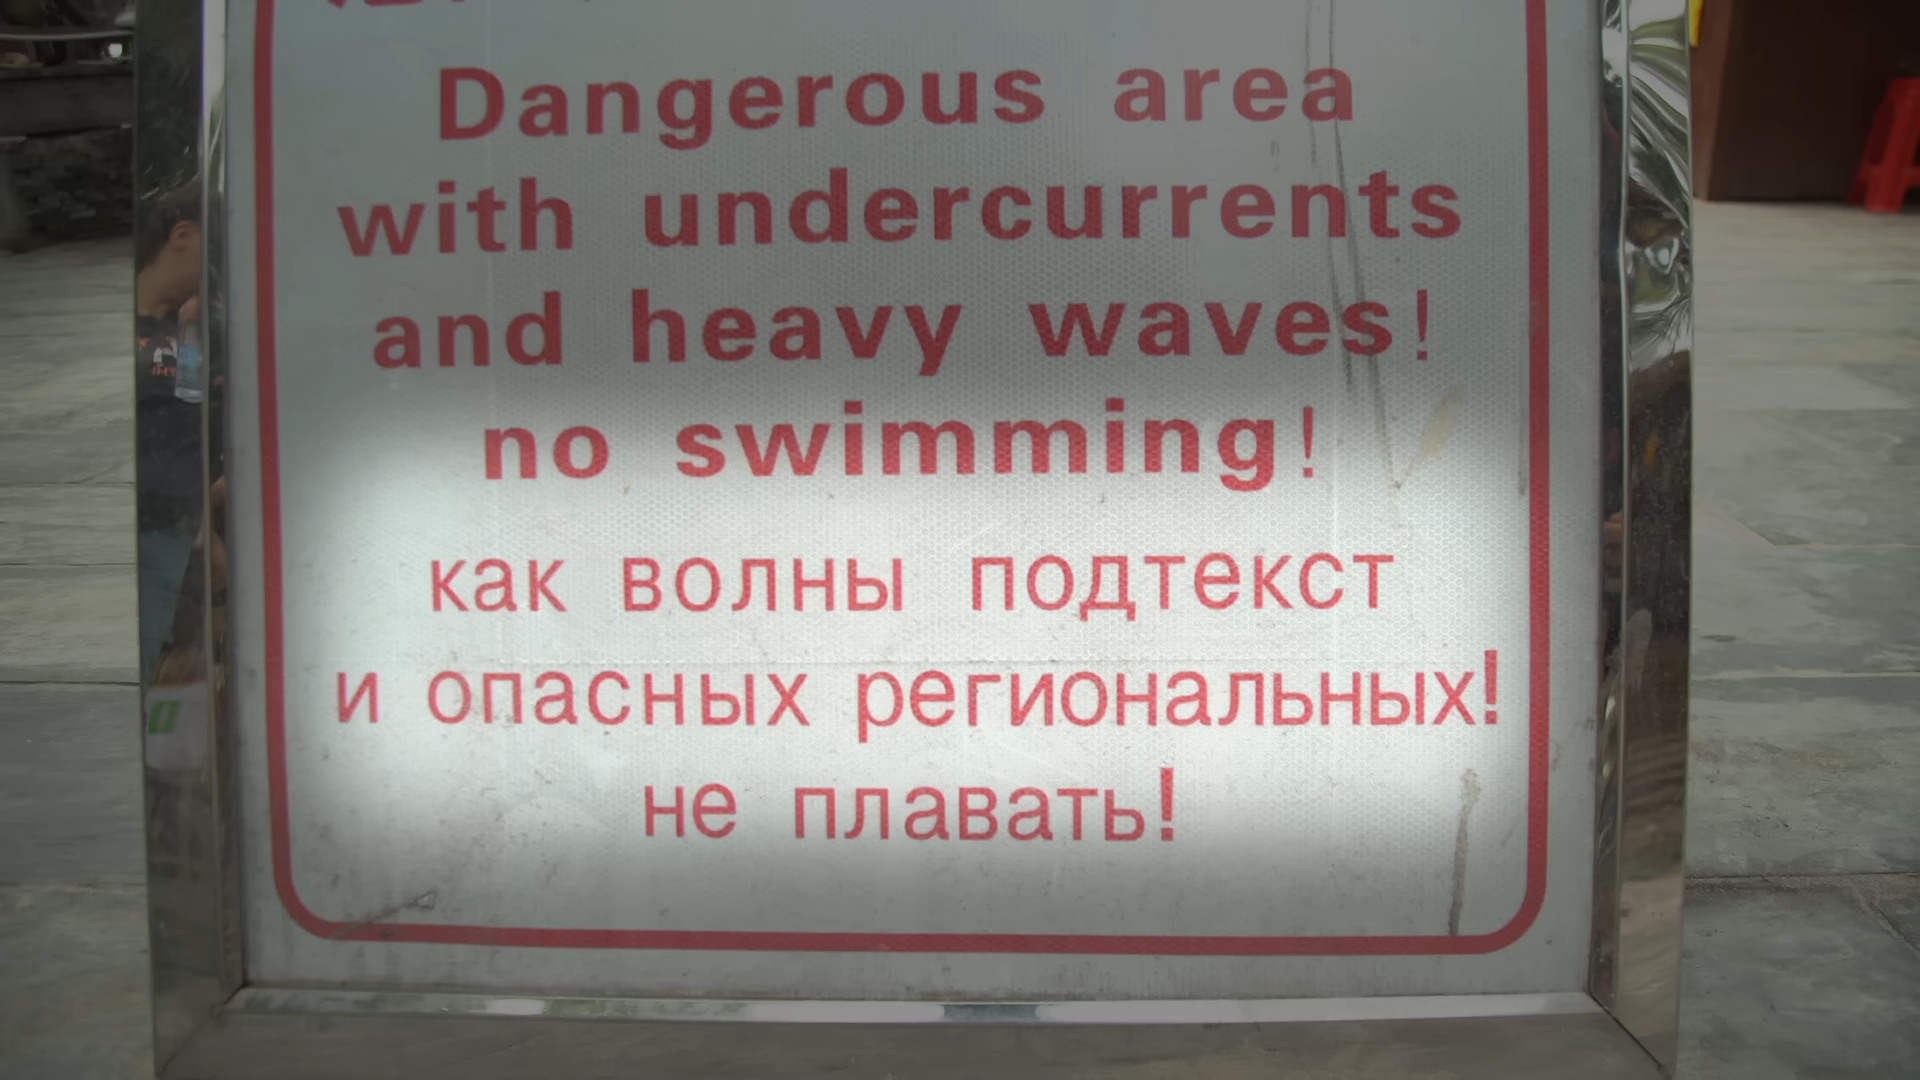 Dangerous area
with undercurrents
and heavy waves!
no swimming!
как волны подтекст
и опасных региональных!
не плавать!